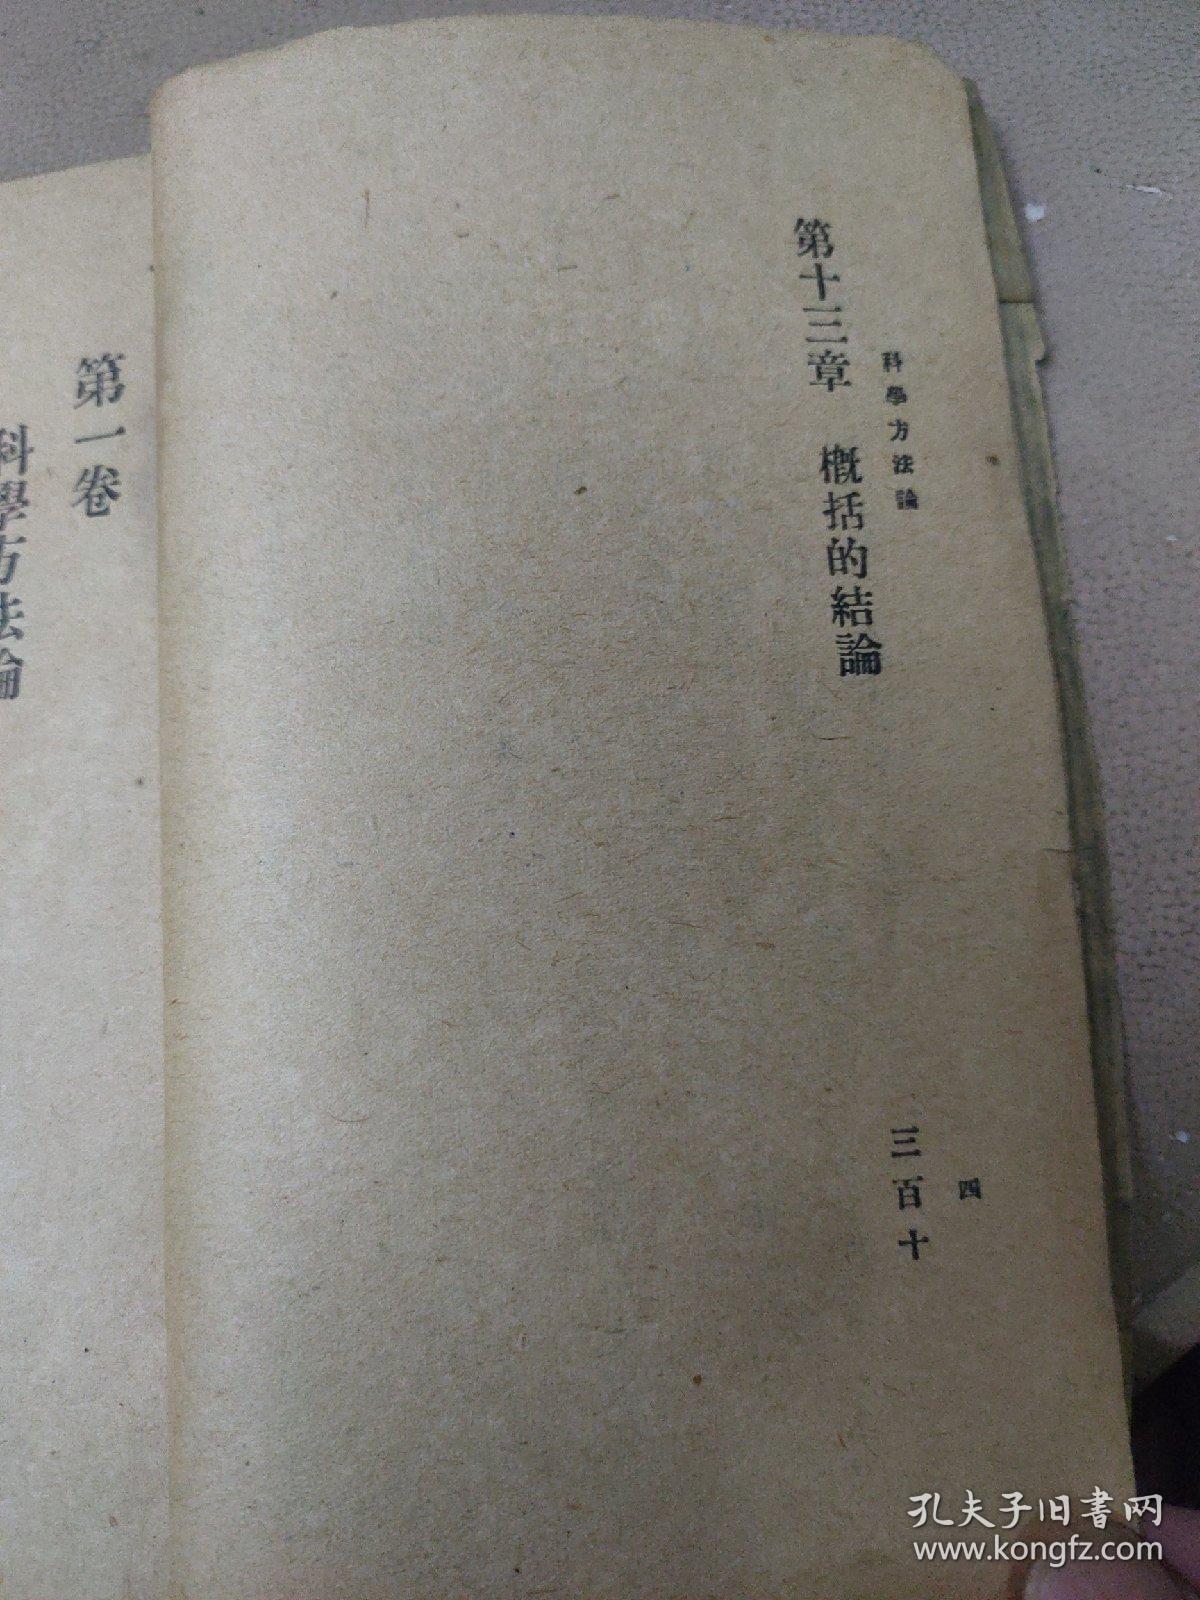 科學方法論
四
第十三章　概括的結論
三百十
第一卷
科學方法論
孔夫子旧书网
www.kongfz.com